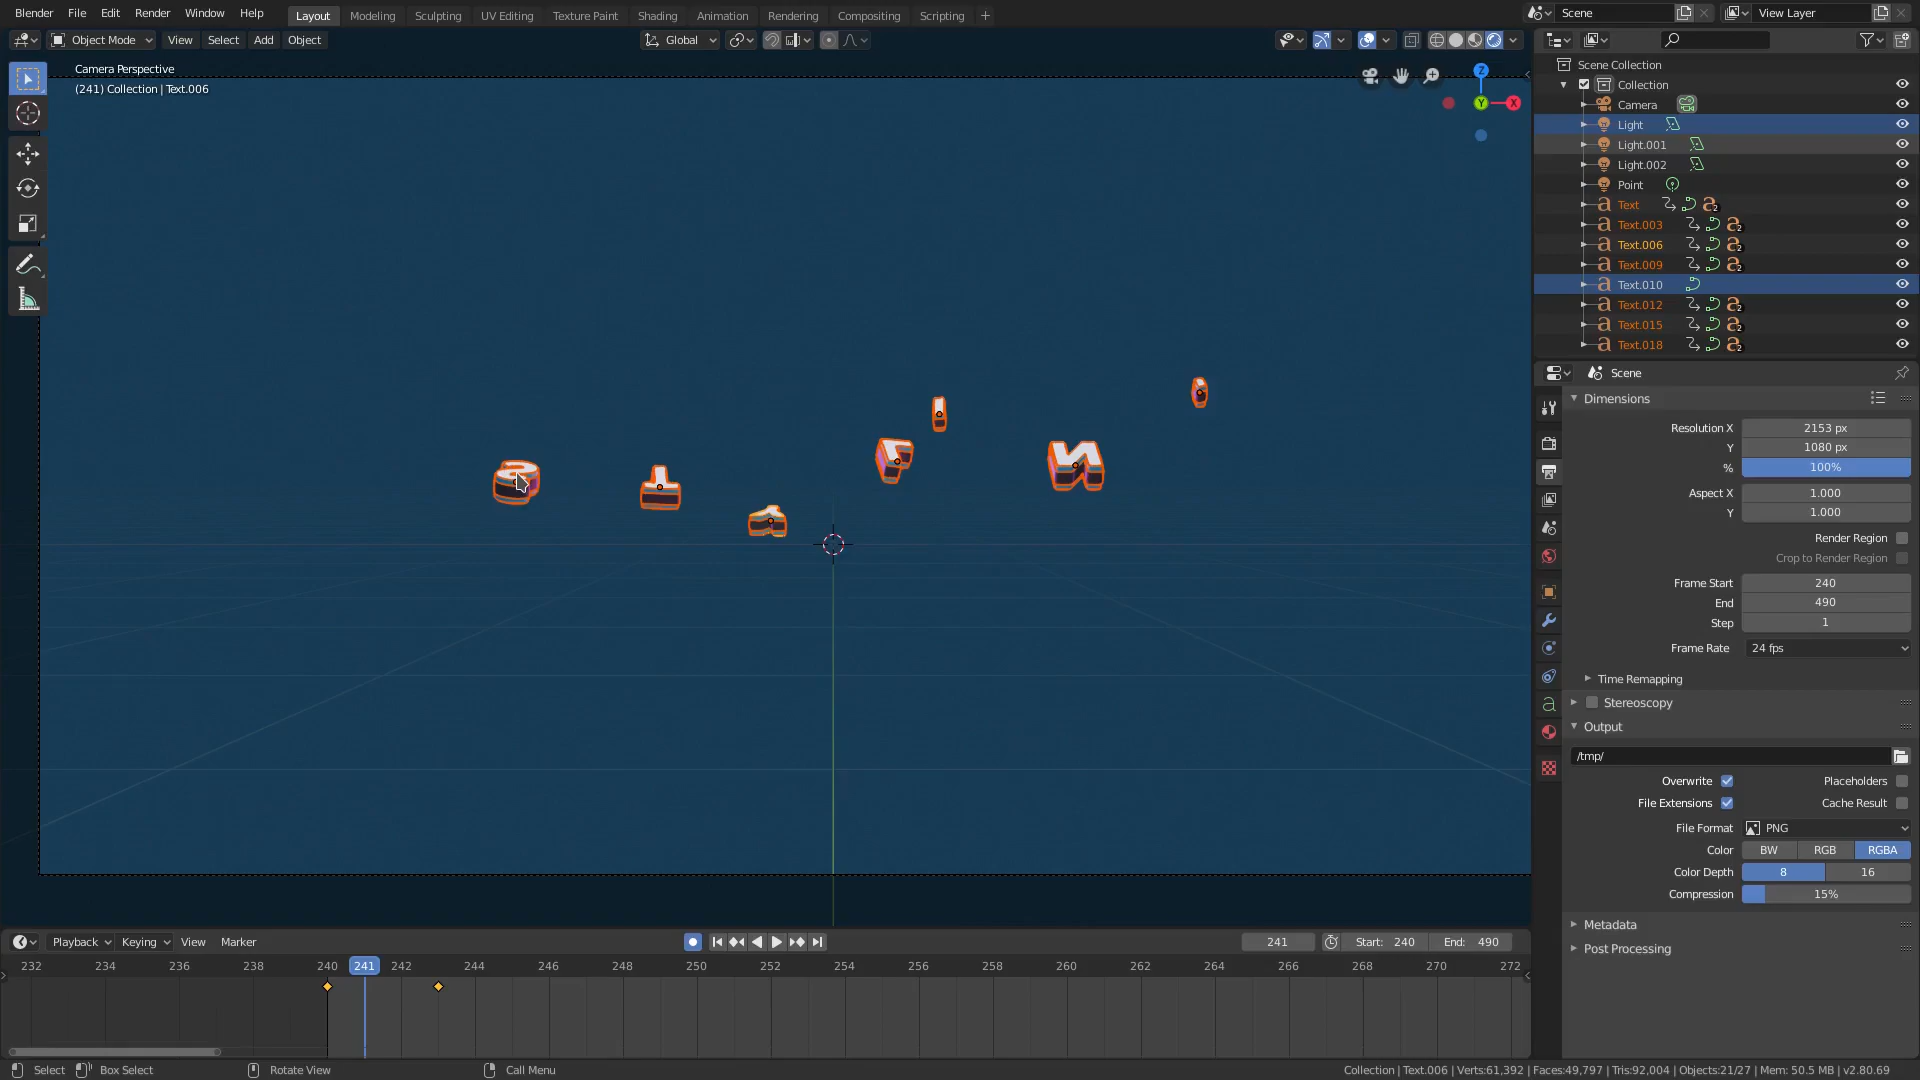 Blender File Edit Render Window Help Layout Modeling Sculpting UV Editing Texture Paint Shading Animation Rendering Compositing Scripting + Scene View Layer
Object Mode View Select Add Object Global
Camera Perspective
(241) Collection | Text.006
Z
Y X
Scene Collection
Collection
Camera
Light
Light.001
Light.002
Point
Text
Text.003
Text.006
Text.009
Text.010
Text.012
Text.015
Text.018
Scene
Dimensions
Resolution X 2153 px
Y 1080 px
% 100%
Aspect X 1.000
Y 1.000
Render Region
Crop to Render Region
Frame Start 240
End 490
Step 1
Frame Rate 24 fps
Time Remapping
Stereoscopy
Output
/tmp/
Overwrite Placeholders
File Extensions Cache Result
File Format PNG
Color BW RGB RGBA
Color Depth 8 16
Compression 15%
Metadata
Post Processing
Playback Keying View Marker 241 Start: 240 End: 490
232 234 236 238 240 241 242 244 246 248 250 252 254 256 258 260 262 264 266 268 270 272
Select Box Select Rotate View Call Menu Collection | Text.006 | Verts:61,392 | Faces:49,797 | Tris:92,004 | Objects:21/27 | Mem: 50.5 MB | v2.80.69